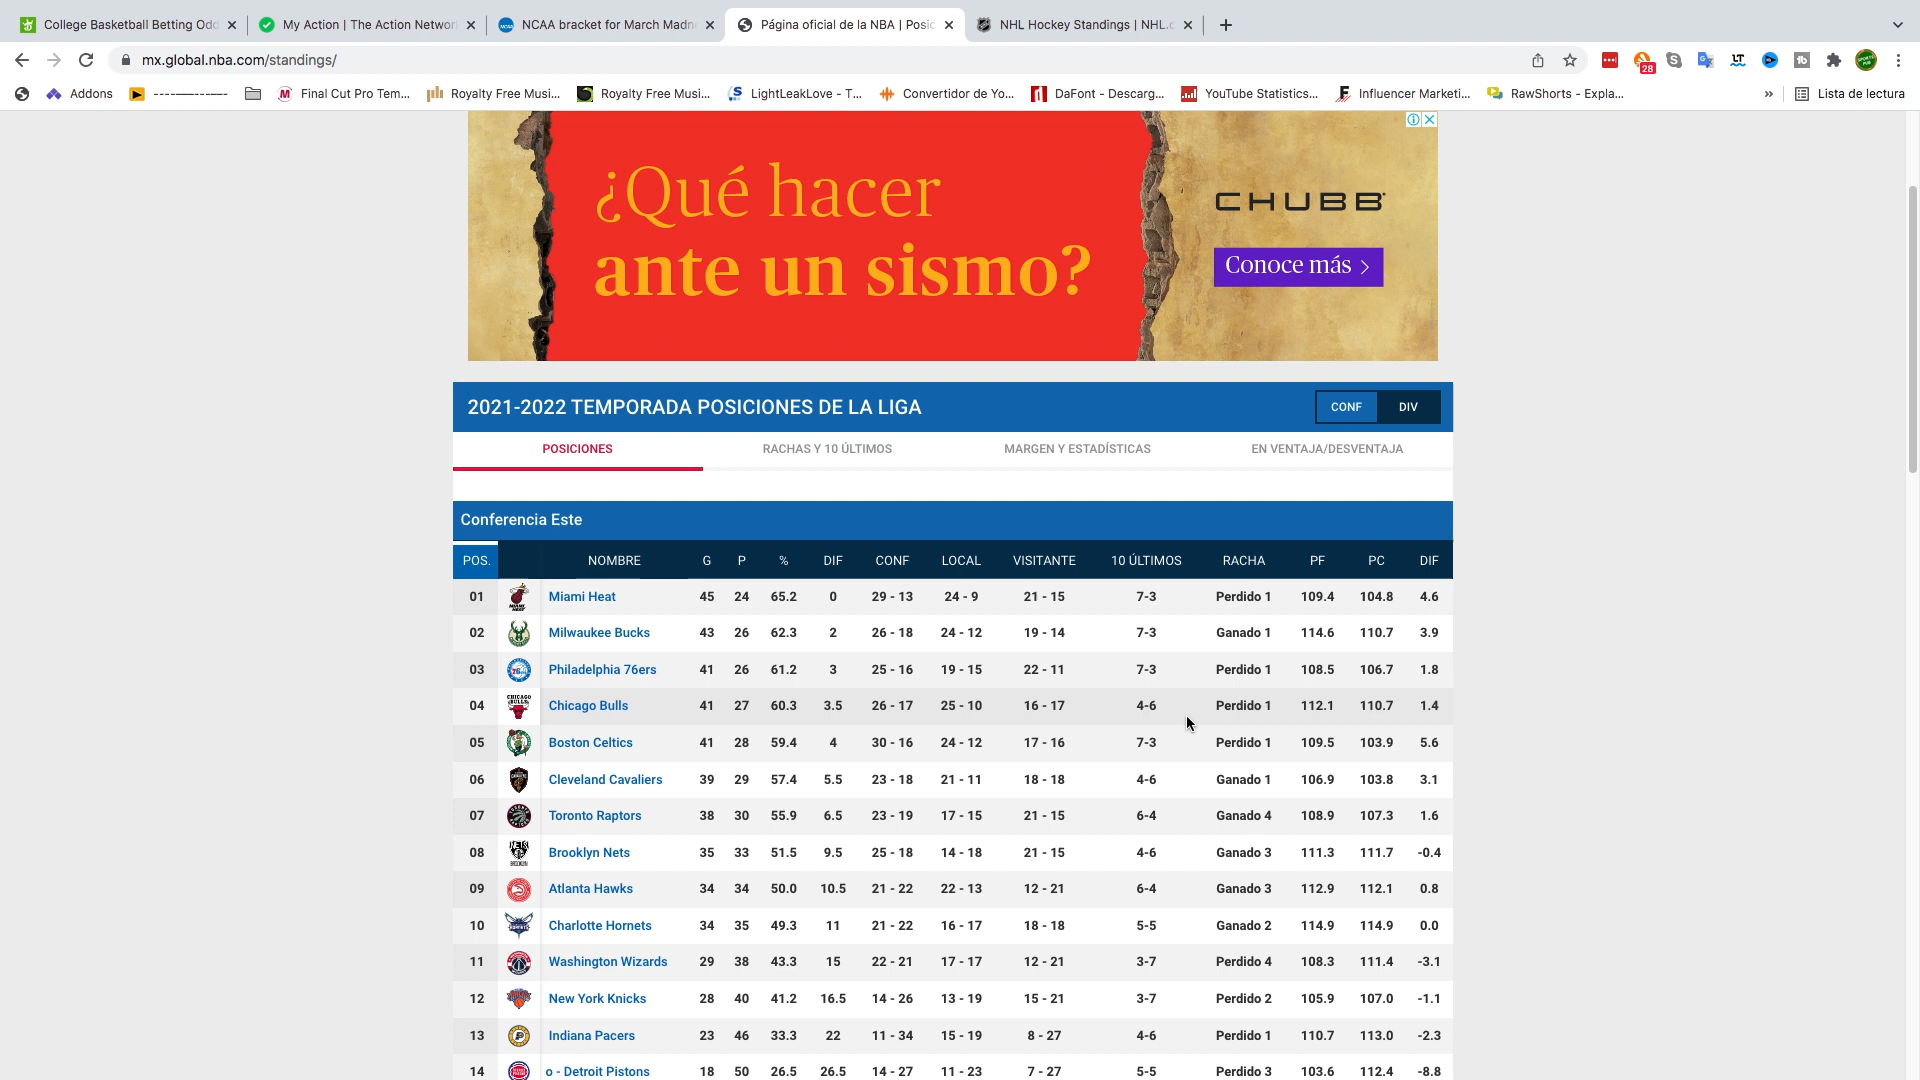 College Basketball Betting Odd
My Action | The Action Network
NCAA bracket for March Madn
Página oficial de la NBA | Posic
NHL Hockey Standings | NHL.c
mx.global.nba.com/standings/
28
Addons
Final Cut Pro Tem...
Royalty Free Musi...
Royalty Free Musi...
LightLeakLove - T...
Convertidor de Yo...
DaFont - Descarg...
YouTube Statistics...
Influencer Marketi...
RawShorts - Expla...
»
Lista de lectura
¿Qué hacer
ante un sismo?
CHUBB
Conoce más >
2021-2022 TEMPORADA POSICIONES DE LA LIGA
CONF DIV
POSICIONES RACHAS Y 10 ÚLTIMOS MARGEN Y ESTADÍSTICAS EN VENTAJA/DESVENTAJA
Conferencia Este
POS. NOMBRE G P % DIF CONF LOCAL VISITANTE 10 ÚLTIMOS RACHA PF PC DIF
01 Miami Heat 45 24 65.2 0 29 - 13 24 - 9 21 - 15 7-3 Perdido 1 109.4 104.8 4.6
02 Milwaukee Bucks 43 26 62.3 2 26 - 18 24 - 12 19 - 14 7-3 Ganado 1 114.6 110.7 3.9
03 Philadelphia 76ers 41 26 61.2 3 25 - 16 19 - 15 22 - 11 7-3 Perdido 1 108.5 106.7 1.8
04 Chicago Bulls 41 27 60.3 3.5 26 - 17 25 - 10 16 - 17 4-6 Perdido 1 112.1 110.7 1.4
05 Boston Celtics 41 28 59.4 4 30 - 16 24 - 12 17 - 16 7-3 Perdido 1 109.5 103.9 5.6
06 Cleveland Cavaliers 39 29 57.4 5.5 23 - 18 21 - 11 18 - 18 4-6 Ganado 1 106.9 103.8 3.1
07 Toronto Raptors 38 30 55.9 6.5 23 - 19 17 - 15 21 - 15 6-4 Ganado 4 108.9 107.3 1.6
08 Brooklyn Nets 35 33 51.5 9.5 25 - 18 14 - 18 21 - 15 4-6 Ganado 3 111.3 111.7 -0.4
09 Atlanta Hawks 34 34 50.0 10.5 21 - 22 22 - 13 12 - 21 6-4 Ganado 3 112.9 112.1 0.8
10 Charlotte Hornets 34 35 49.3 11 21 - 22 16 - 17 18 - 18 5-5 Ganado 2 114.9 114.9 0.0
11 Washington Wizards 29 38 43.3 15 22 - 21 17 - 17 12 - 21 3-7 Perdido 4 108.3 111.4 -3.1
12 New York Knicks 28 40 41.2 16.5 14 - 26 13 - 19 15 - 21 3-7 Perdido 2 105.9 107.0 -1.1
13 Indiana Pacers 23 46 33.3 22 11 - 34 15 - 19 8 - 27 4-6 Perdido 1 110.7 113.0 -2.3
14 o - Detroit Pistons 18 50 26.5 26.5 14 - 27 11 - 23 7 - 27 5-5 Perdido 3 103.6 112.4 -8.8